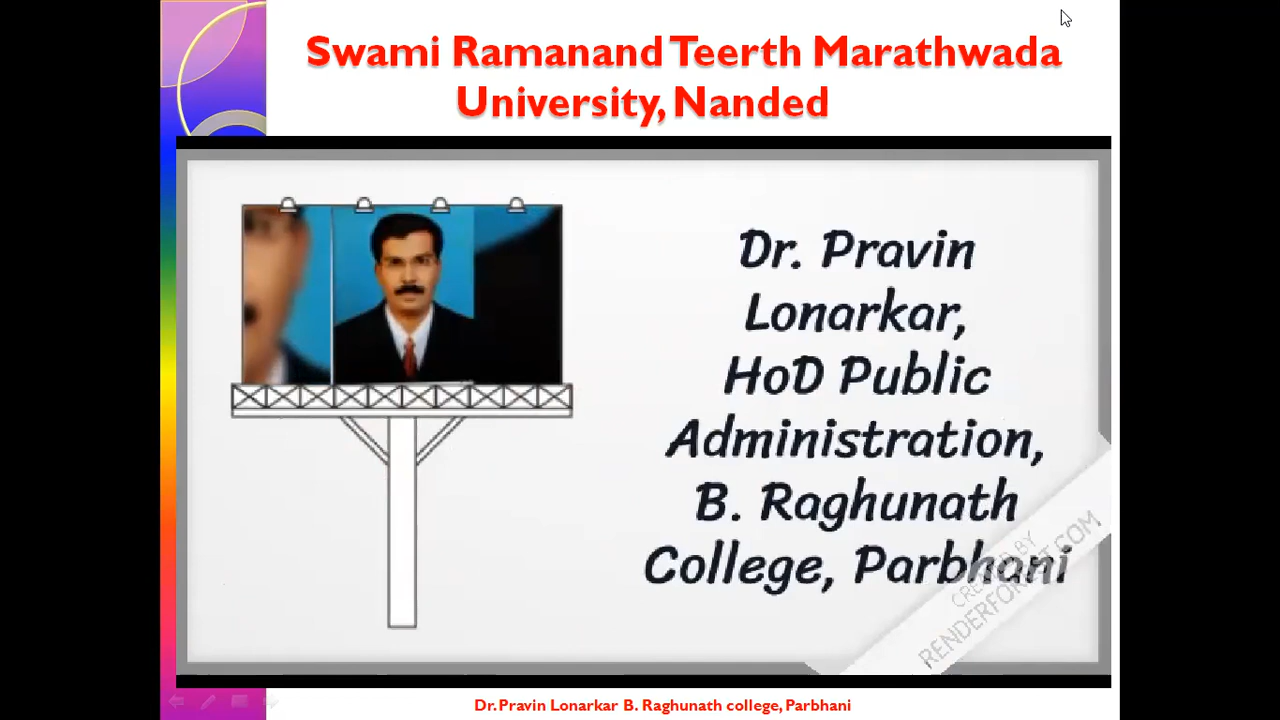 Swami Ramanand Teerth Marathwada
University, Nanded
Dr. Pravin
Lonarkar,
HoD Public
Administration,
B. Raghunath
College, Parbhani
CREATED BY
RENDERFOREST.COM
Dr. Pravin Lonarkar B. Raghunath college, Parbhani